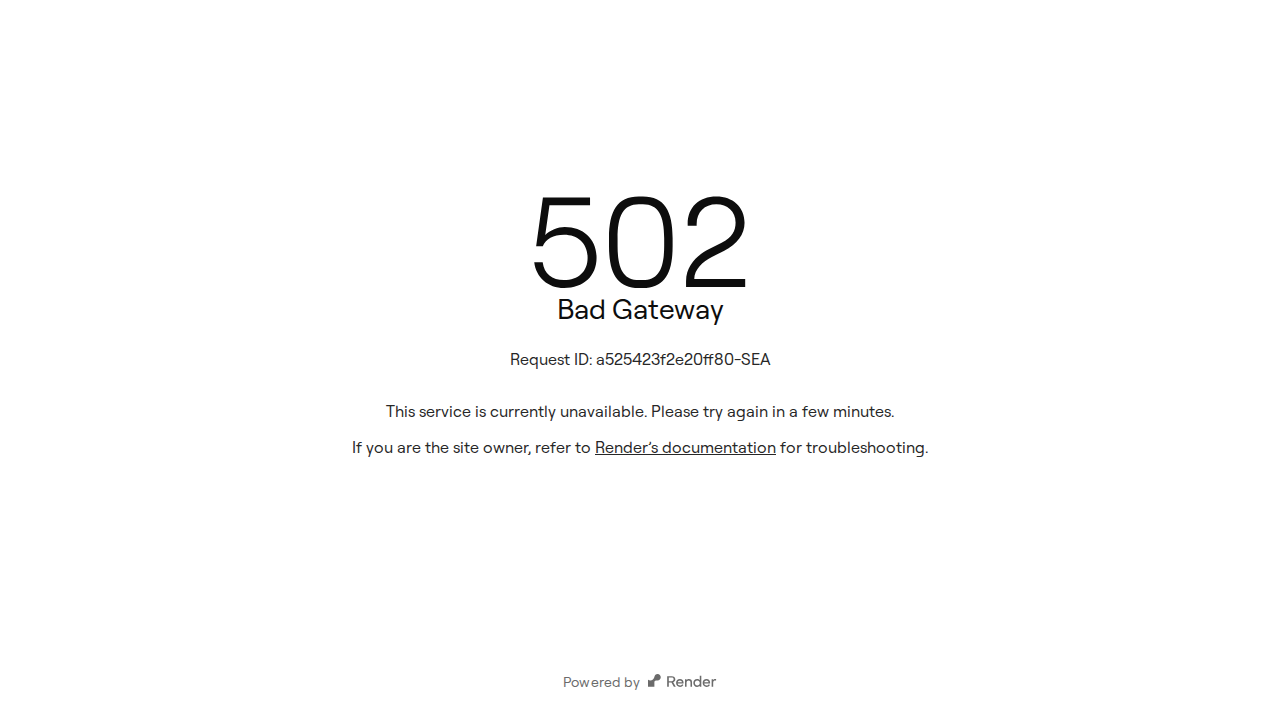 502
Bad Gateway
Request ID: a525423f2e20ff80-SEA
This service is currently unavailable. Please try again in a few minutes.
If you are the site owner, refer to Render's documentation for troubleshooting.
Powered by Render